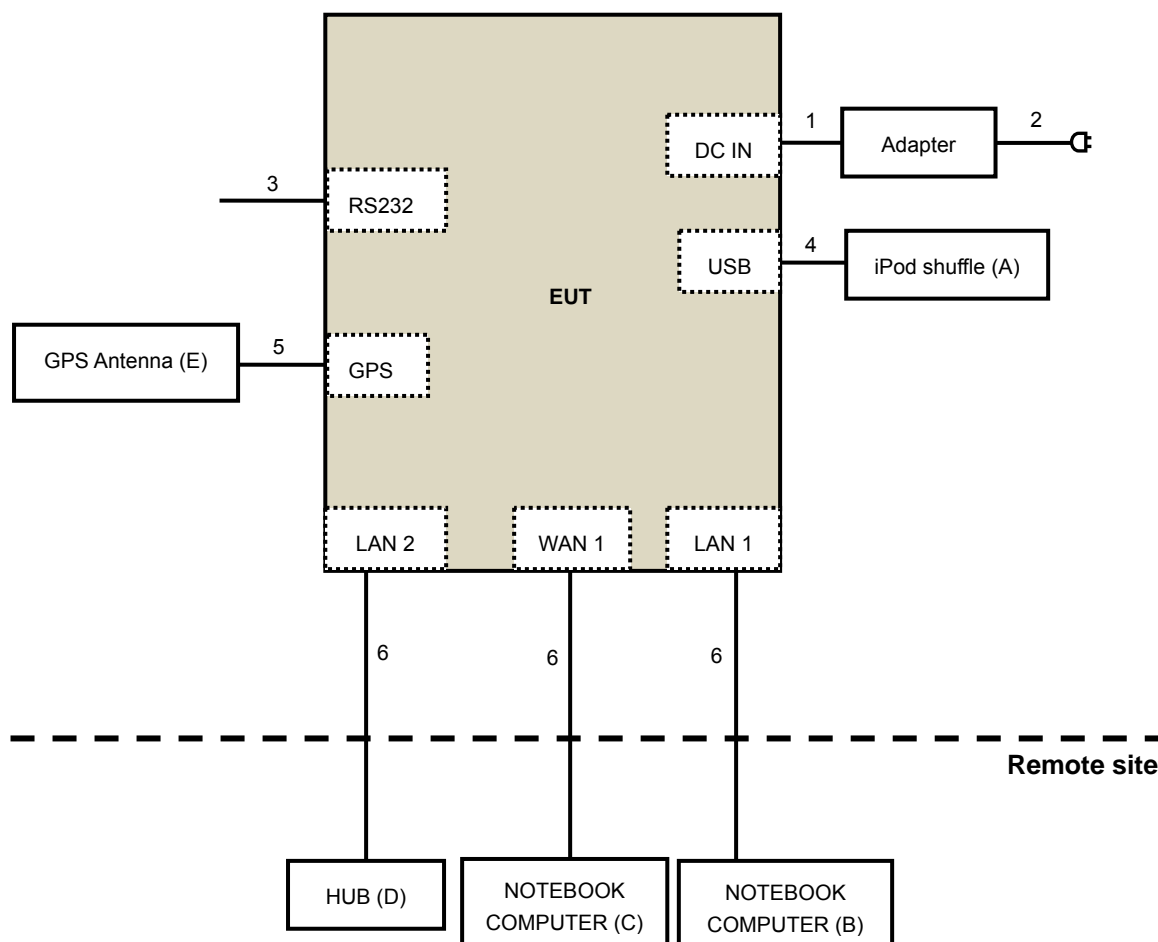 1
2
DC IN
Adapter
3
RS232
4
USB
iPod shuffle (A)
EUT
GPS Antenna (E)
5
GPS
LAN 2
WAN 1
LAN 1
6
6
6
Remote site
HUB (D)
NOTEBOOK
COMPUTER (C)
NOTEBOOK
COMPUTER (B)